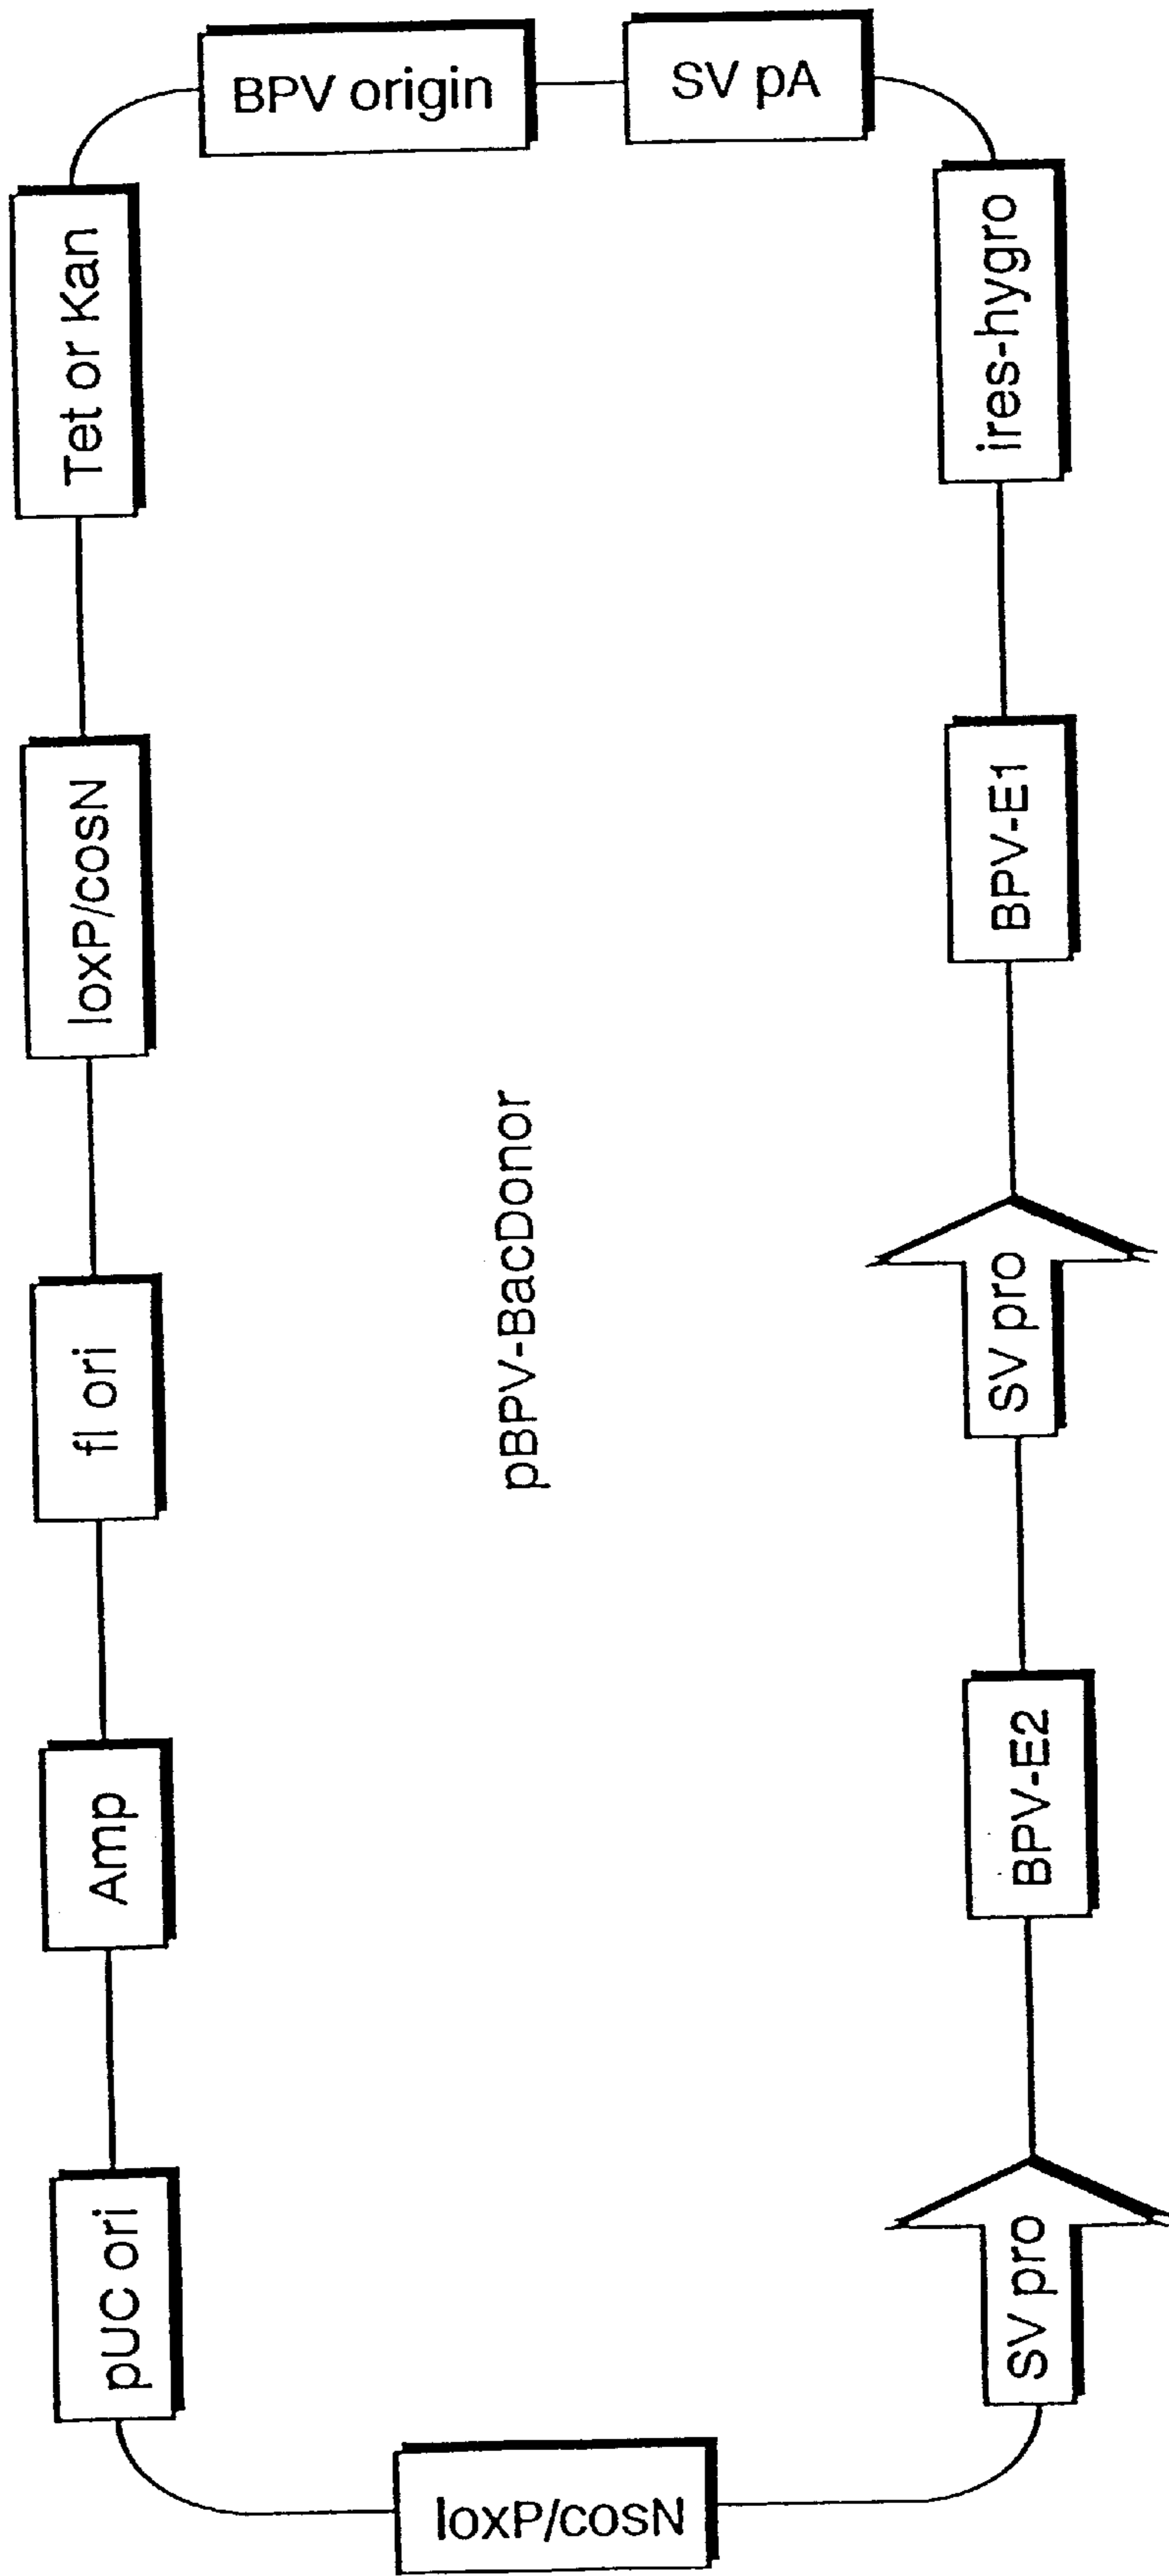 BPV origin
SV pA
Tet or Kan
ires-hygro
loxP/cosN
BPV-E1
pBPV-BacDonor
fl ori
SV pro
Amp
BPV-E2
pUC ori
SV pro
loxP/cosN